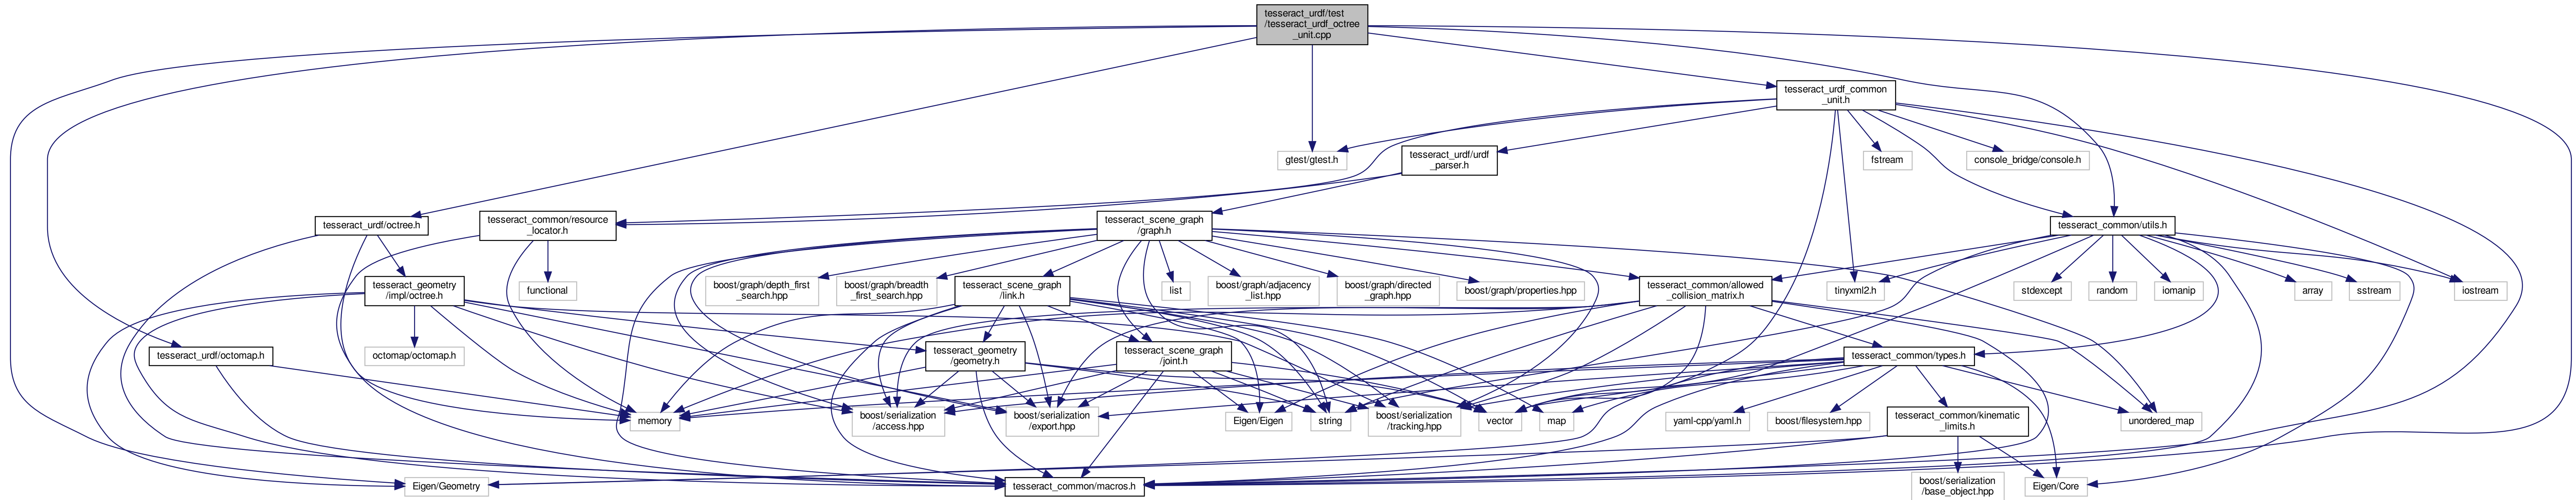 tesseract_urdf/test
/tesseract_urdf_octree
_unit.cpp
tesseract_urdf_common
_unit.h
gtest/gtest.h
tesseract_urdf/urdf
_parser.h
fstream
console_bridge/console.h
tesseract_urdf/octree.h
tesseract_common/resource
_locator.h
tesseract_scene_graph
/graph.h
tesseract_common/utils.h
tesseract_geometry
/impl/octree.h
functional
boost/graph/depth_first
_search.hpp
boost/graph/breadth
_first_search.hpp
tesseract_scene_graph
/link.h
list
boost/graph/adjacency
_list.hpp
boost/graph/directed
_graph.hpp
boost/graph/properties.hpp
tesseract_common/allowed
_collision_matrix.h
tinyxml2.h
stdexcept
random
iomanip
array
sstream
iostream
tesseract_urdf/octomap.h
octomap/octomap.h
tesseract_geometry
/geometry.h
tesseract_scene_graph
/joint.h
tesseract_common/types.h
memory
boost/serialization
/access.hpp
boost/serialization
/export.hpp
Eigen/Eigen
string
boost/serialization
/tracking.hpp
vector
map
yaml-cpp/yaml.h
boost/filesystem.hpp
tesseract_common/kinematic
_limits.h
unordered_map
Eigen/Geometry
tesseract_common/macros.h
boost/serialization
/base_object.hpp
Eigen/Core